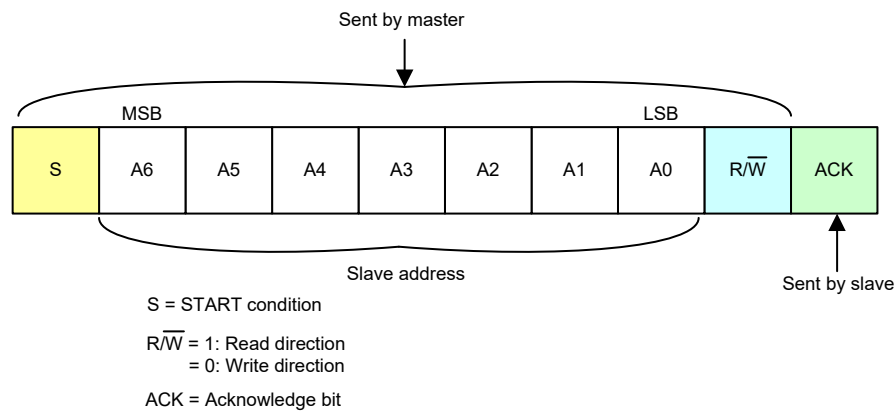 Sent by master
MSB LSB
S A6 A5 A4 A3 A2 A1 A0 R/W̅ ACK
Slave address
Sent by slave
S = START condition
R/W̅ = 1: Read direction
= 0: Write direction
ACK = Acknowledge bit